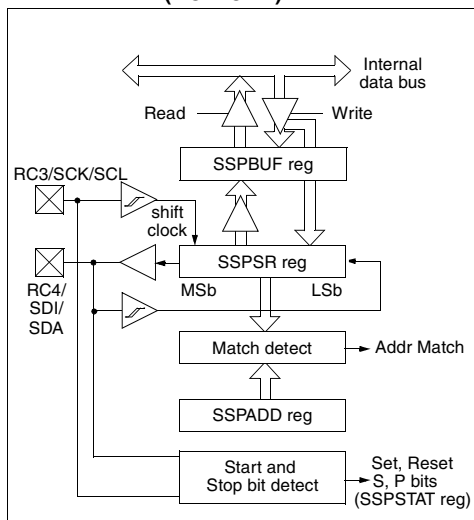 Internal
data bus
Read
Write
SSPBUF reg
RC3/SCK/SCL
shift
clock
SSPSR reg
MSb
LSb
RC4/
SDI/
SDA
Match detect
Addr Match
SSPADD reg
Start and
Stop bit detect
Set, Reset
S, P bits
(SSPSTAT reg)